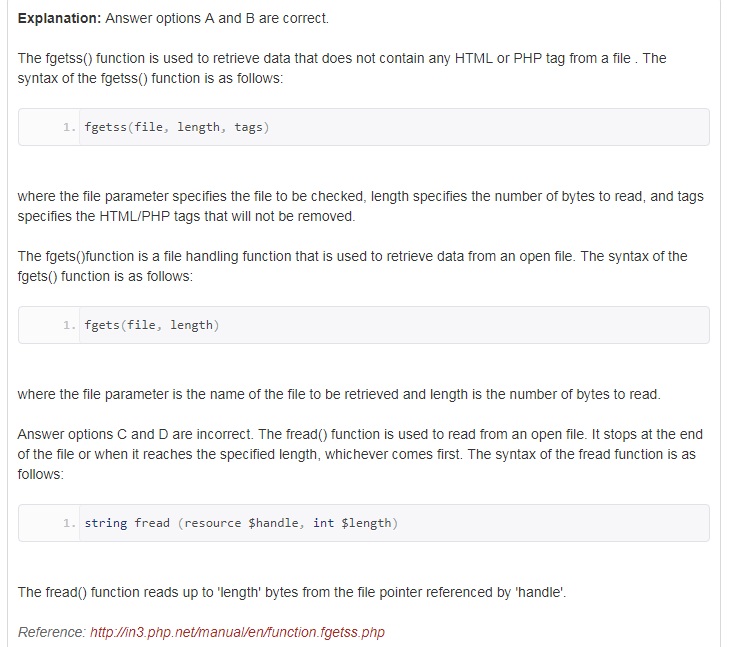 Explanation: Answer options A and B are correct.
The fgetss() function is used to retrieve data that does not contain any HTML or PHP tag from a file . The
syntax of the fgetss() function is as follows:
1. fgetss(file, length, tags)
where the file parameter specifies the file to be checked, length specifies the number of bytes to read, and tags
specifies the HTML/PHP tags that will not be removed.
The fgets()function is a file handling function that is used to retrieve data from an open file. The syntax of the
fgets() function is as follows:
1. fgets(file, length)
where the file parameter is the name of the file to be retrieved and length is the number of bytes to read.
Answer options C and D are incorrect. The fread() function is used to read from an open file. It stops at the end
of the file or when it reaches the specified length, whichever comes first. The syntax of the fread function is as
follows:
1. string fread (resource $handle, int $length)
The fread() function reads up to 'length' bytes from the file pointer referenced by 'handle'.
Reference: http://in3.php.net/manual/en/function.fgetss.php